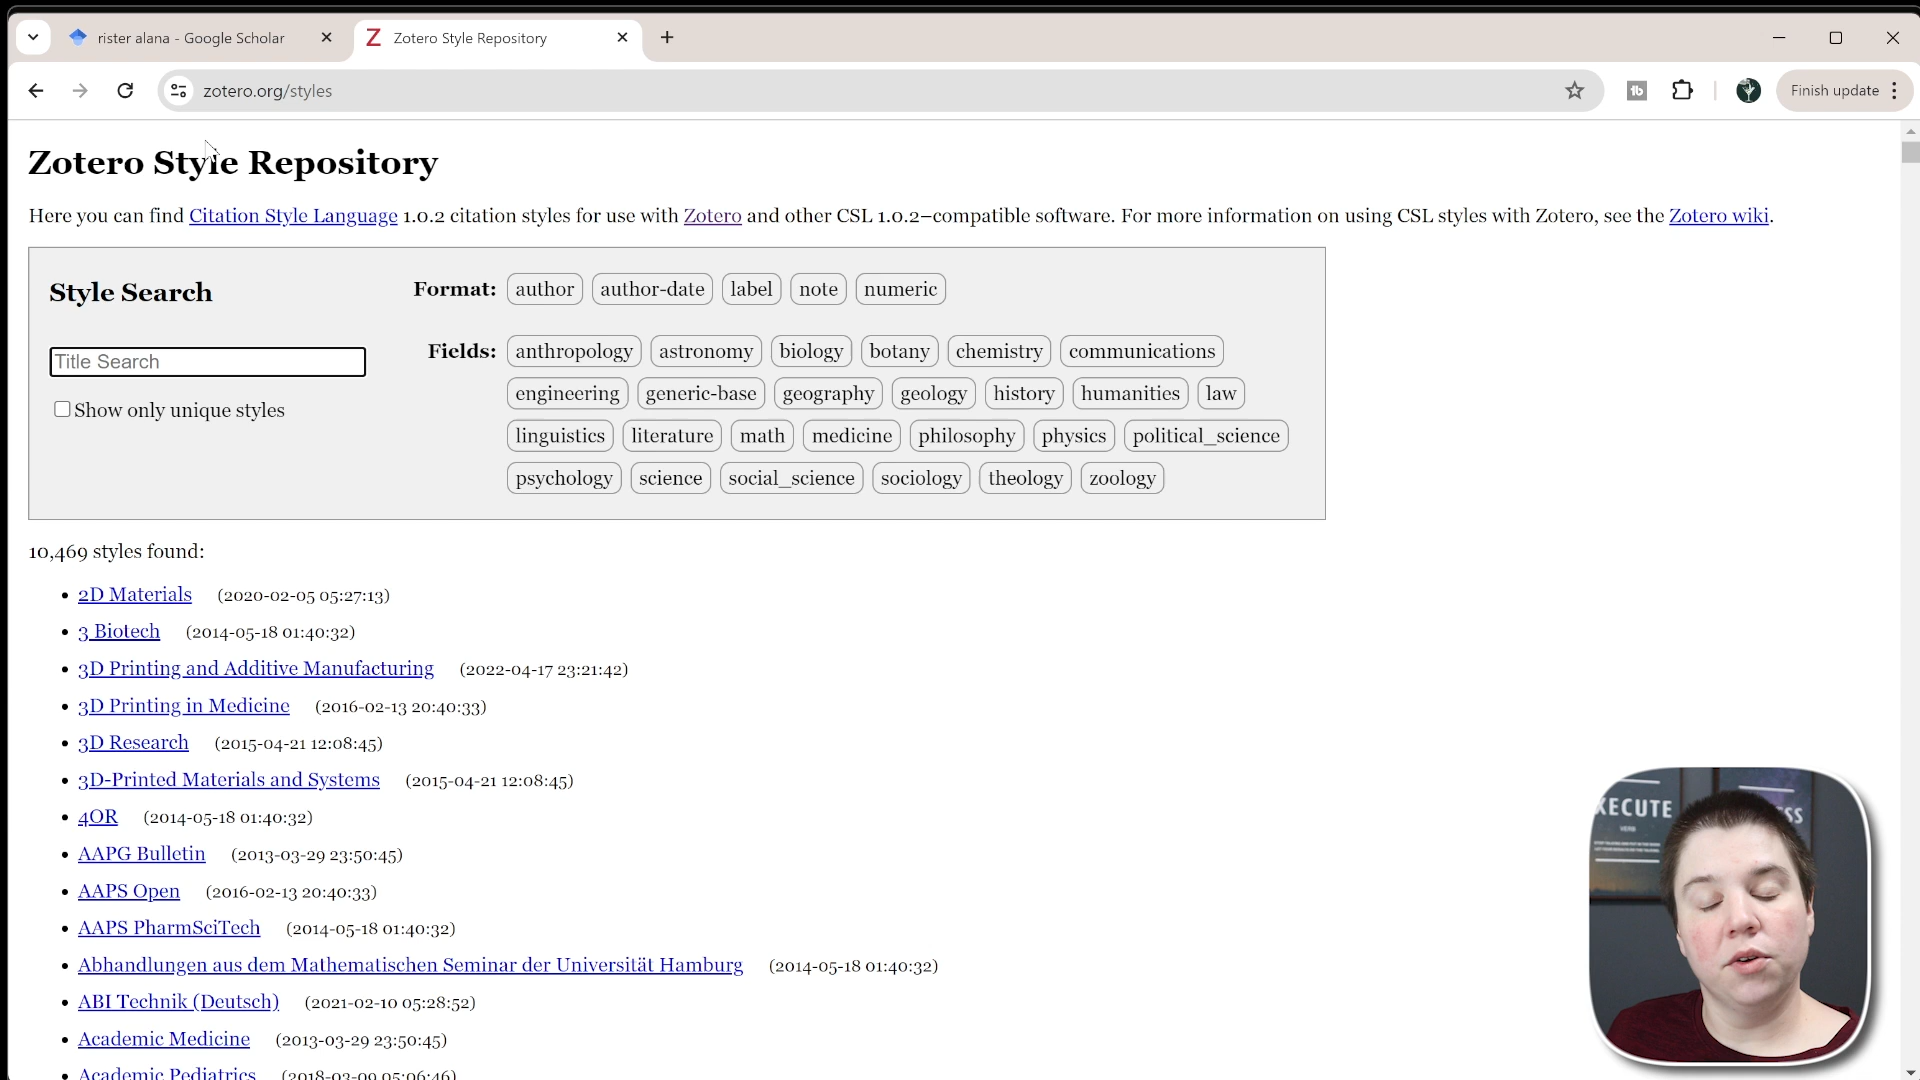 rister alana - Google Scholar
Zotero Style Repository
zotero.org/styles
Finish update
Zotero Style Repository
Here you can find Citation Style Language 1.0.2 citation styles for use with Zotero and other CSL 1.0.2–compatible software. For more information on using CSL styles with Zotero, see the Zotero wiki.
Style Search
Title Search
Show only unique styles
Format: author author-date label note numeric
Fields: anthropology astronomy biology botany chemistry communications
engineering generic-base geography geology history humanities law
linguistics literature math medicine philosophy physics political_science
psychology science social_science sociology theology zoology
10,469 styles found:
2D Materials (2020-02-05 05:27:13)
3 Biotech (2014-05-18 01:40:32)
3D Printing and Additive Manufacturing (2022-04-17 23:21:42)
3D Printing in Medicine (2016-02-13 20:40:33)
3D Research (2015-04-21 12:08:45)
3D-Printed Materials and Systems (2015-04-21 12:08:45)
4OR (2014-05-18 01:40:32)
AAPG Bulletin (2013-03-29 23:50:45)
AAPS Open (2016-02-13 20:40:33)
AAPS PharmSciTech (2014-05-18 01:40:32)
Abhandlungen aus dem Mathematischen Seminar der Universität Hamburg (2014-05-18 01:40:32)
ABI Technik (Deutsch) (2021-02-10 05:28:52)
Academic Medicine (2013-03-29 23:50:45)
Academic Pediatrics (2018-03-09 05:06:46)
XECUTE
VERB
SS